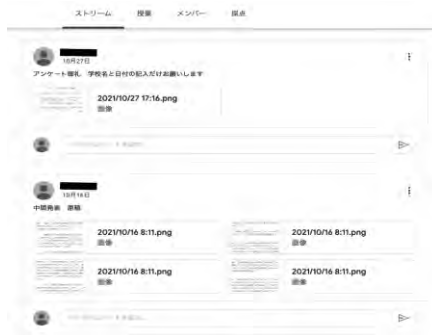 ストリーム 授業 メンバー 採点
10月27日
アンケート御礼 学校名と日付の記入だけお願いします
2021/10/27 17:16.png
画像
10月16日
中間発表 原稿
2021/10/16 8:11.png
画像
2021/10/16 8:11.png
画像
2021/10/16 8:11.png
画像
2021/10/16 8:11.png
画像